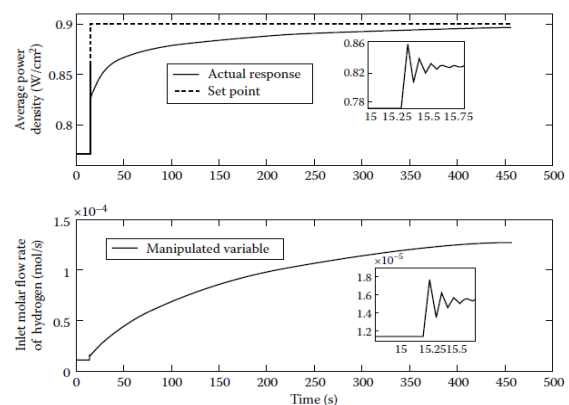 0.9
0.85
0.8
Average power
density (W/cm²)
Actual response
Set point
0.86
0.82
0.78
15 15.25 15.5 15.75
0 50 100 150 200 250 300 350 400 450 500
×10⁻⁴
1.5
1
0.5
0
Inlet molar flow rate
of hydrogen (mol/s)
Manipulated variable
×10⁻⁵
1.8
1.6
1.4
1.2
15 15.25 15.5
0 50 100 150 200 250 300 350 400 450 500
Time (s)